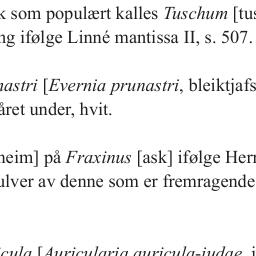 k som populært kalles Tuschum [tus
ng ifølge Linné mantissa II, s. 507.
nastri [Evernia prunastri, bleiktjafs
året under, hvit.
heim] på Fraxinus [ask] ifølge Herr
ulver av denne som er fremragende
icula [Auricularia auricula-judae, j